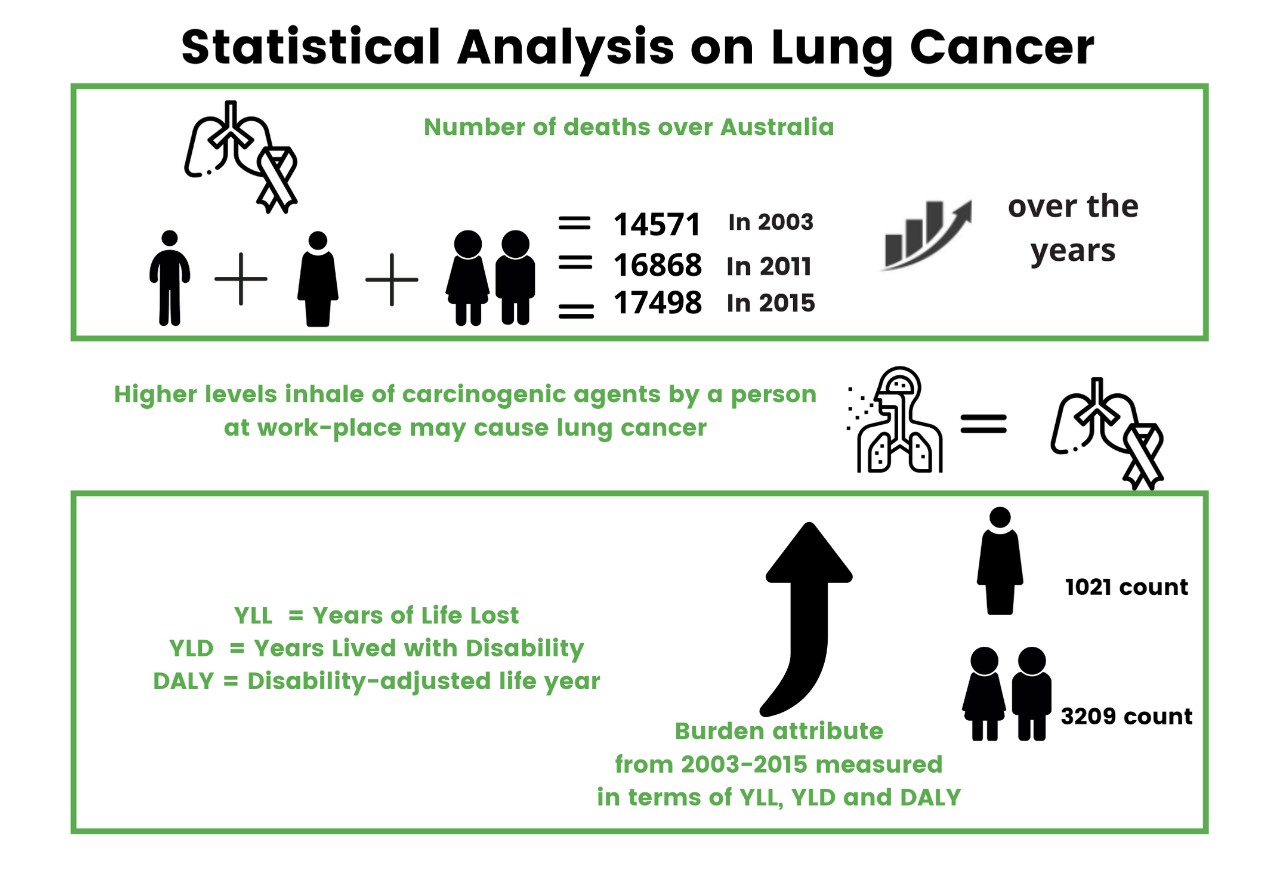 Statistical Analysis on Lung Cancer
Number of deaths over Australia
= 14571 In 2003
= 16868 In 2011
= 17498 In 2015
over the
years
+ +
Higher levels inhale of carcinogenic agents by a person
at work-place may cause lung cancer
=
YLL = Years of Life Lost
YLD = Years Lived with Disability
DALY = Disability-adjusted life year
Burden attribute
from 2003-2015 measured
in terms of YLL, YLD and DALY
1021 count
3209 count